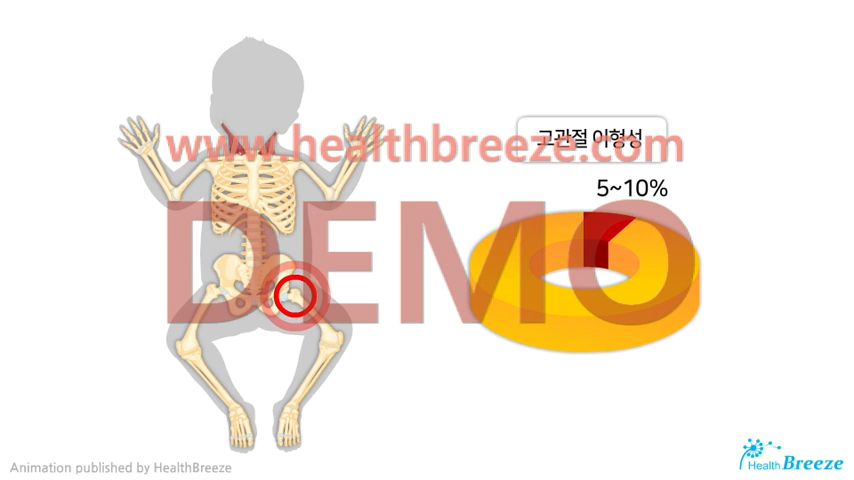 www.healthbreeze.com
고관절 이형성
5~10%
DEMO
Animation published by HealthBreeze
Health Breeze